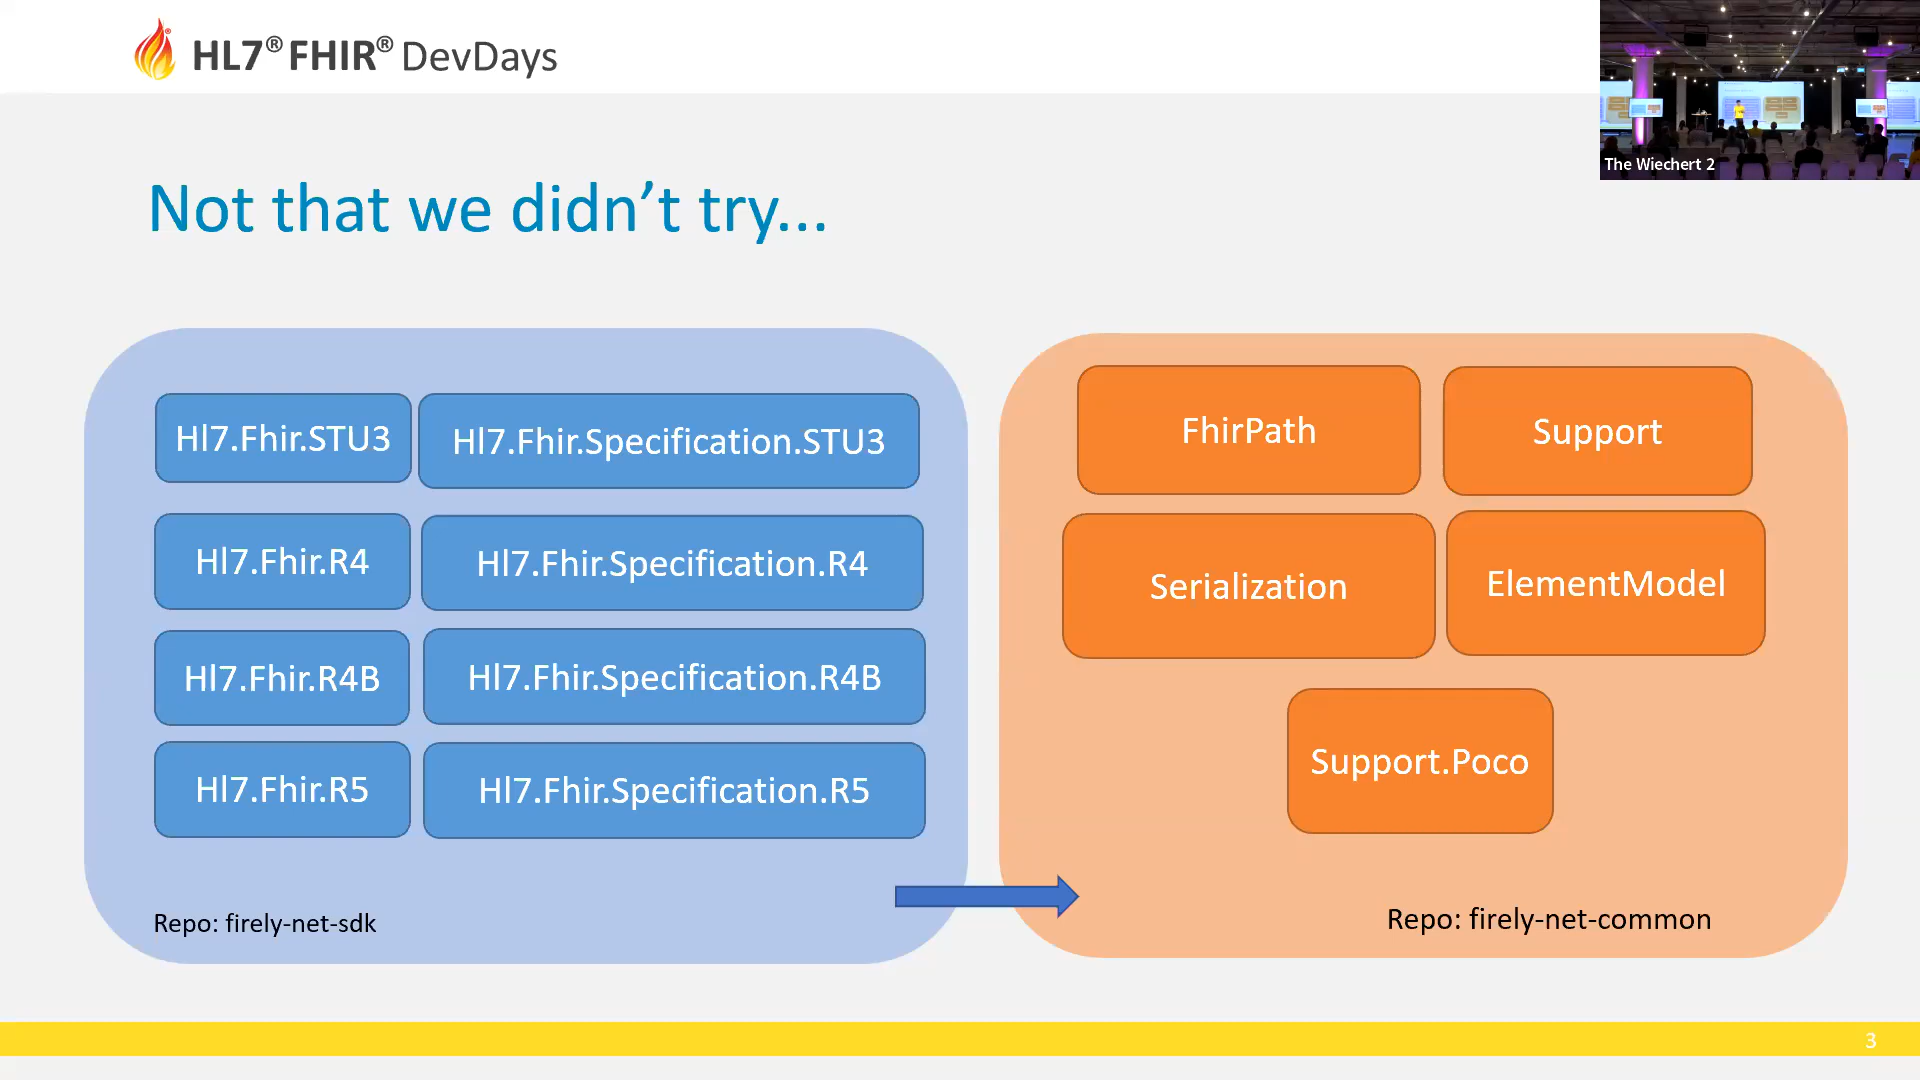 HL7® FHIR® DevDays
The Wiechert 2
Not that we didn’t try...
Hl7.Fhir.STU3
Hl7.Fhir.Specification.STU3
Hl7.Fhir.R4
Hl7.Fhir.Specification.R4
Hl7.Fhir.R4B
Hl7.Fhir.Specification.R4B
Hl7.Fhir.R5
Hl7.Fhir.Specification.R5
Repo: firely-net-sdk
FhirPath
Support
Serialization
ElementModel
Support.Poco
Repo: firely-net-common
3